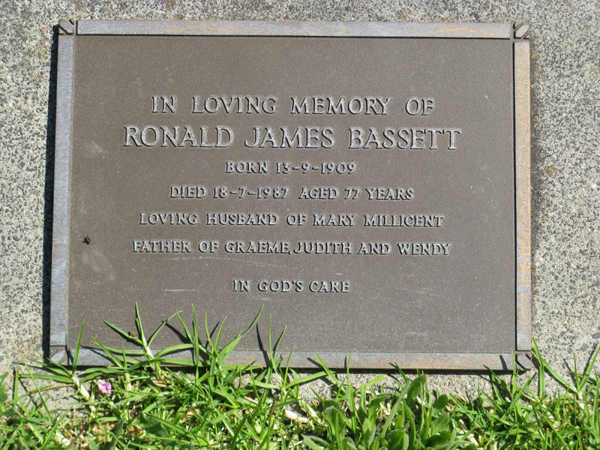 IN LOVING MEMORY OF
RONALD JAMES BASSETT
BORN 13-9-1909
DIED 18-7-1987 AGED 77 YEARS
LOVING HUSBAND OF MARY MILLICENT
FATHER OF GRAEME, JUDITH AND WENDY
IN GOD'S CARE